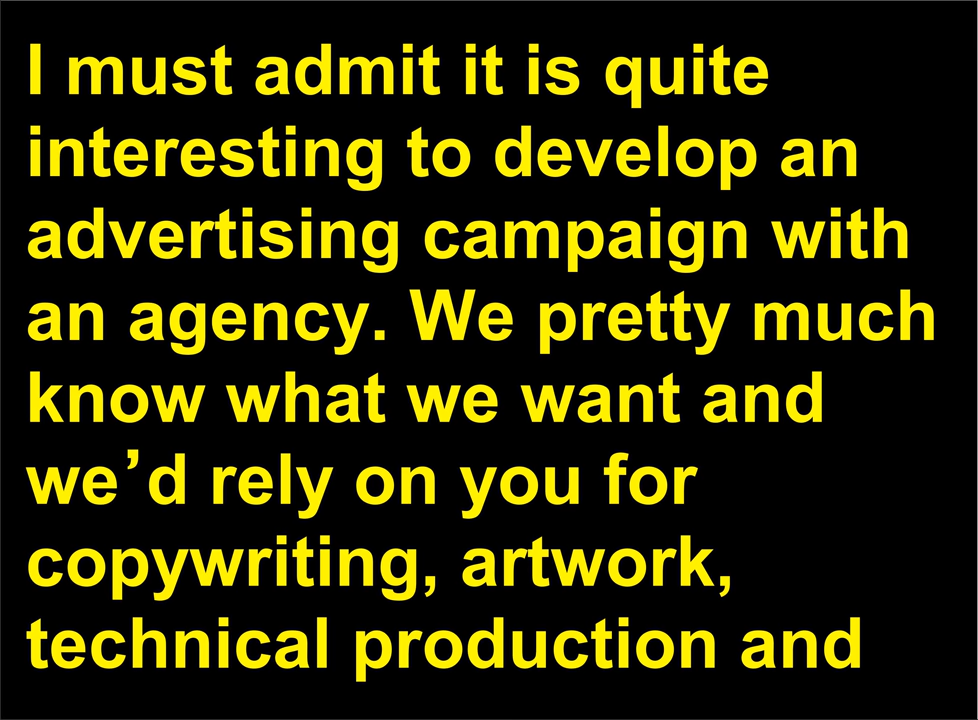 I must admit it is quite
interesting to develop an
advertising campaign with
an agency. We pretty much
know what we want and
we’d rely on you for
copywriting, artwork,
technical production and